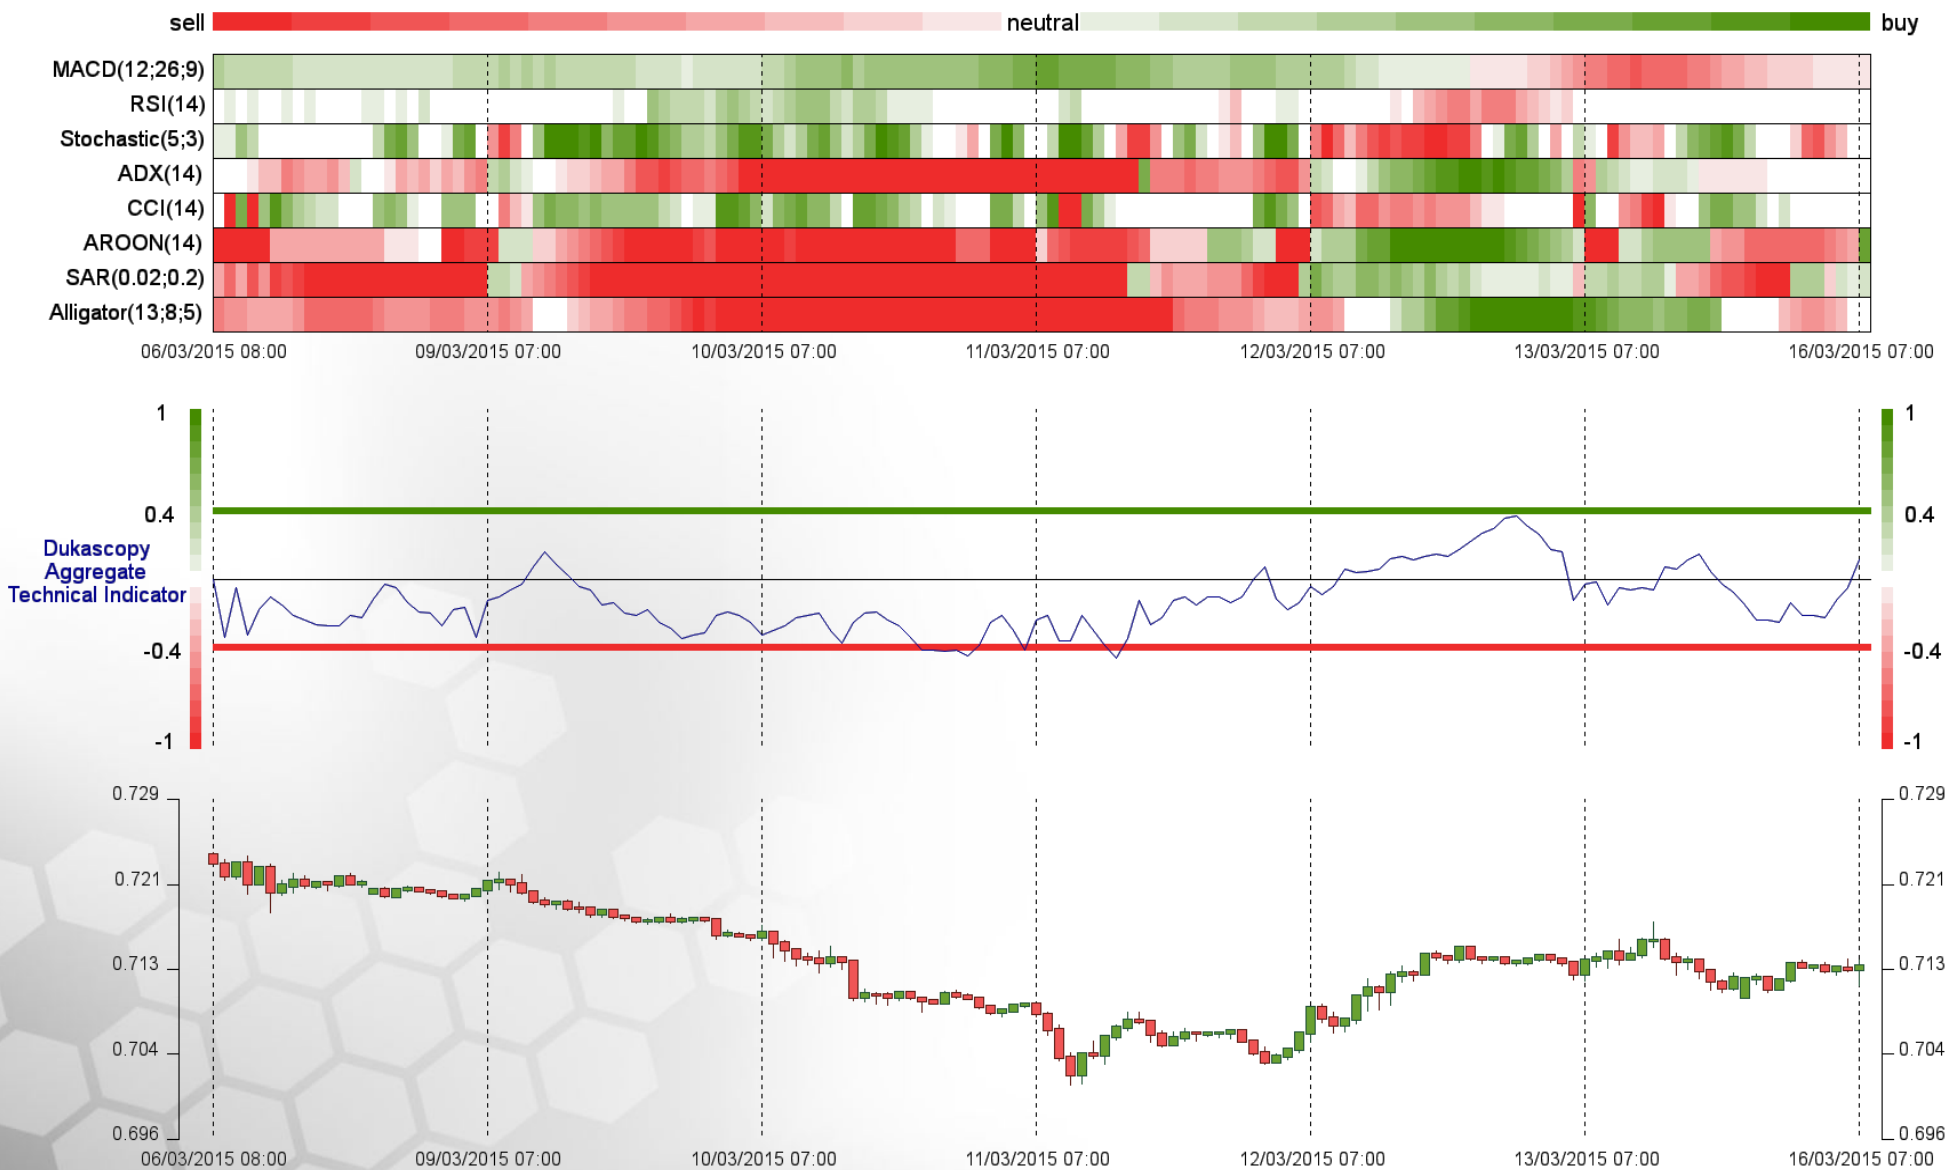 sell neutral buy
MACD(12;26;9)
RSI(14)
Stochastic(5;3)
ADX(14)
CCI(14)
AROON(14)
SAR(0.02;0.2)
Alligator(13;8;5)
06/03/2015 08:00 09/03/2015 07:00 10/03/2015 07:00 11/03/2015 07:00 12/03/2015 07:00 13/03/2015 07:00 16/03/2015 07:00
1 1
0.4 0.4
Dukascopy
Aggregate
Technical Indicator
-0.4 -0.4
-1 -1
0.729 0.729
0.721 0.721
0.713 0.713
0.704 0.704
0.696 0.696
06/03/2015 08:00 09/03/2015 07:00 10/03/2015 07:00 11/03/2015 07:00 12/03/2015 07:00 13/03/2015 07:00 16/03/2015 07:00